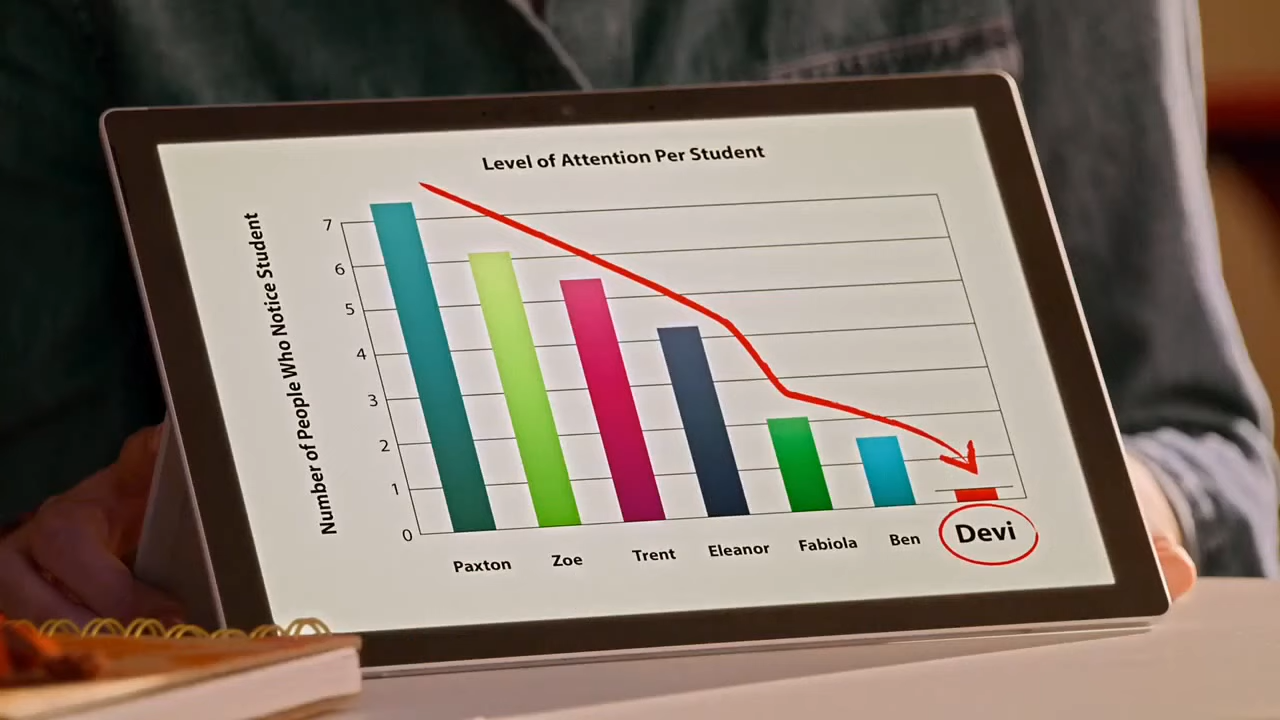 Level of Attention Per Student
Number of People Who Notice Student
7
6
5
4
3
2
1
0
Paxton Zoe Trent Eleanor Fabiola Ben Devi